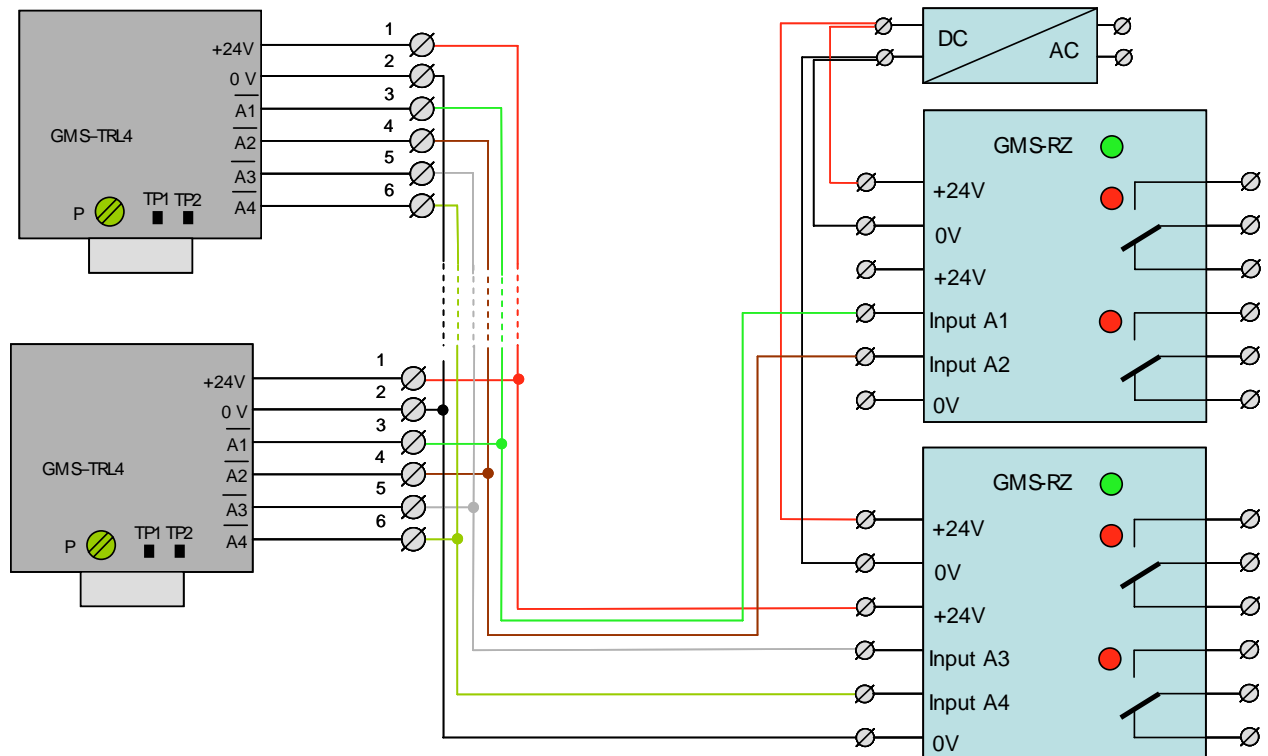 +24V
0 V
A1
A2
A3
A4
GMS-TRL4
P
TP1 TP2
1
2
3
4
5
6
+24V
0 V
A1
A2
A3
A4
GMS-TRL4
P
TP1 TP2
1
2
3
4
5
6
DC
AC
GMS-RZ
+24V
0V
+24V
Input A1
Input A2
0V
GMS-RZ
+24V
0V
+24V
Input A3
Input A4
0V